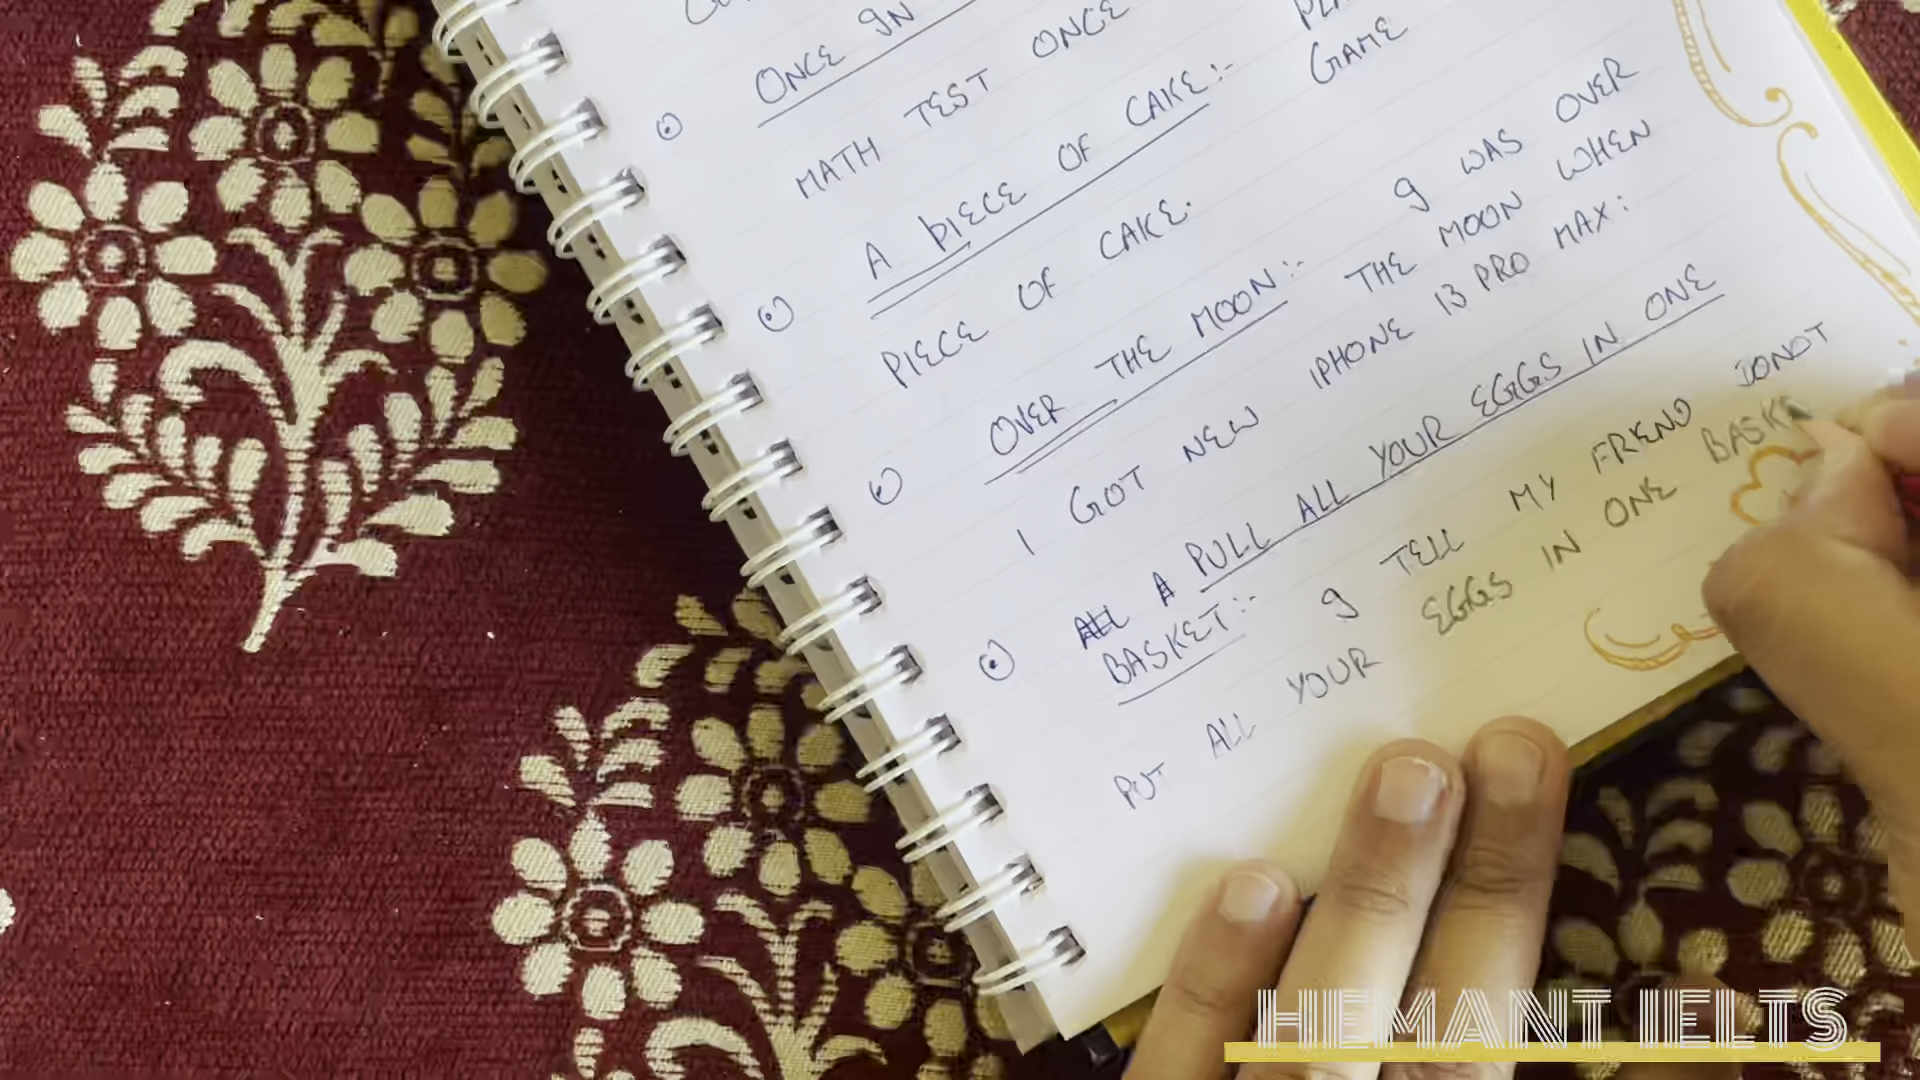 ONCE IN
MATH TEST ONCE
A PIECE OF CAKE:-
GAME
PIECE OF CAKE.
OVER THE MOON:- I WAS OVER
THE MOON WHEN
I GOT NEW IPHONE 13 PRO MAX:
A PULL ALL YOUR EGGS IN ONE
BASKET:- I TELL MY FRIEND DONOT
PUT ALL YOUR EGGS IN ONE BASKE
HEMANT IELTS